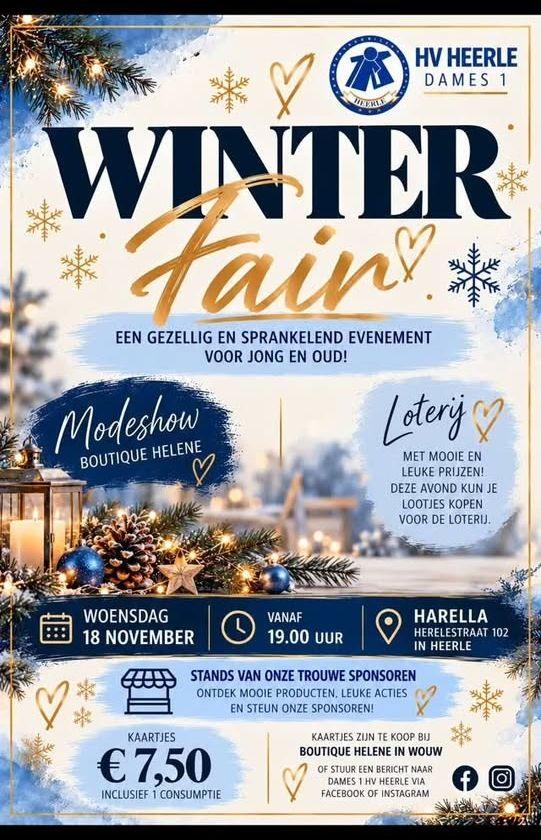 HV HEERLE
DAMES 1
HEERLE
WINTER
Fair
EEN GEZELLIG EN SPRANKELEND EVENEMENT
VOOR JONG EN OUD!
Modeshow
BOUTIQUE HELENE
Loterij
MET MOOIE EN
LEUKE PRIJZEN!
DEZE AVOND KUN JE
LOOTJES KOPEN
VOOR DE LOTERIJ.
WOENSDAG
18 NOVEMBER
VANAF
19.00 UUR
HARELLA
HERELESTRAAT 102
IN HEERLE
STANDS VAN ONZE TROUWE SPONSOREN
ONTDEK MOOIE PRODUCTEN, LEUKE ACTIES
EN STEUN ONZE SPONSOREN!
KAARTJES
€ 7,50
INCLUSIEF 1 CONSUMPTIE
KAARTJES ZIJN TE KOOP BIJ
BOUTIQUE HELENE IN WOUW
OF STUUR EEN BERICHT NAAR
DAMES 1 HV HEERLE VIA
FACEBOOK OF INSTAGRAM